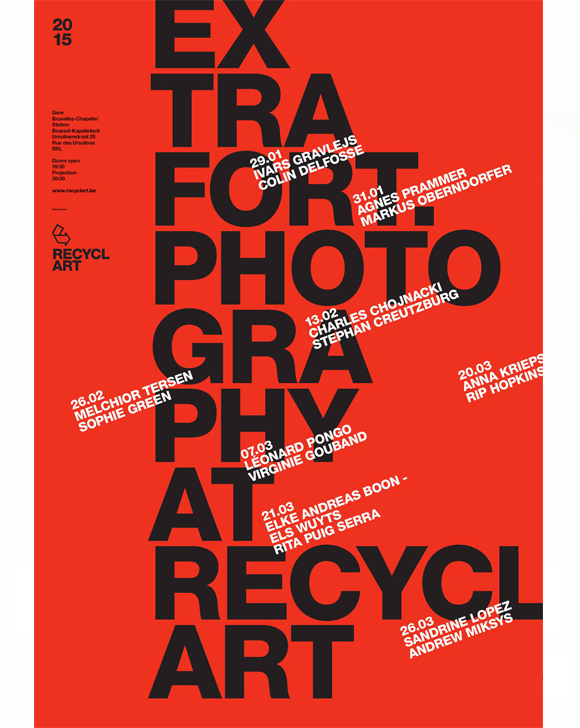 20
15
Gare
Bruxelles-Chapelle/
Station
Brussel-Kapellekerk
Ursulinenstraat 25
Rue des Ursulines
BXL
Doors open
19:30
Projection
20:00
www.recyclart.be
RECYCL
ART
EX
TRA
FORT.
PHOTO
GRA
PHY
AT
RECYCL
ART
29.01
IVARS GRAVLEJS
COLIN DELFOSSE
31.01
AGNES PRAMMER
MARKUS OBERNDORFER
13.02
CHARLES CHOJNACKI
STEPHAN CREUTZBURG
20.03
ANNA KRIEPS
RIP HOPKINS
26.02
MELCHIOR TERSEN
SOPHIE GREEN
07.03
LÉONARD PONGO
VIRGINIE GOUBAND
21.03
ELKE ANDREAS BOON -
ELS WUYTS
RITA PUIG SERRA
26.03
SANDRINE LOPEZ
ANDREW MIKSYS